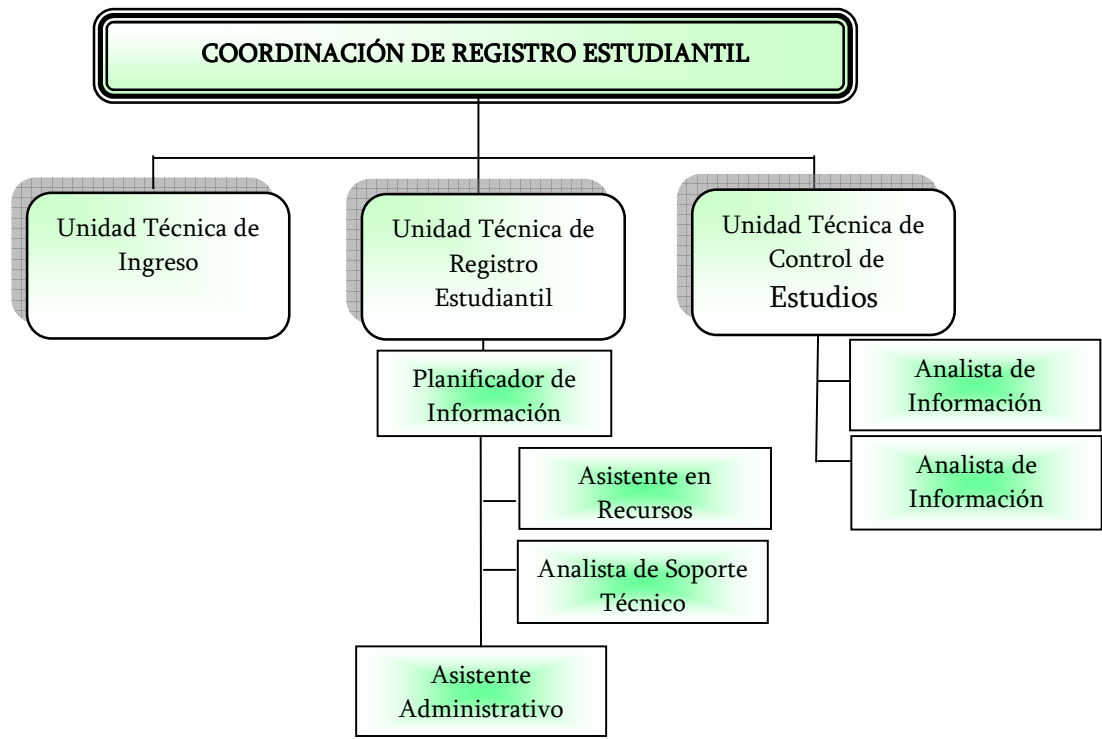 COORDINACIÓN DE REGISTRO ESTUDIANTIL
Unidad Técnica de
Ingreso
Unidad Técnica de
Registro
Estudiantil
Unidad Técnica de
Control de
Estudios
Planificador de
Información
Analista de
Información
Analista de
Información
Asistente en
Recursos
Analista de Soporte
Técnico
Asistente
Administrativo